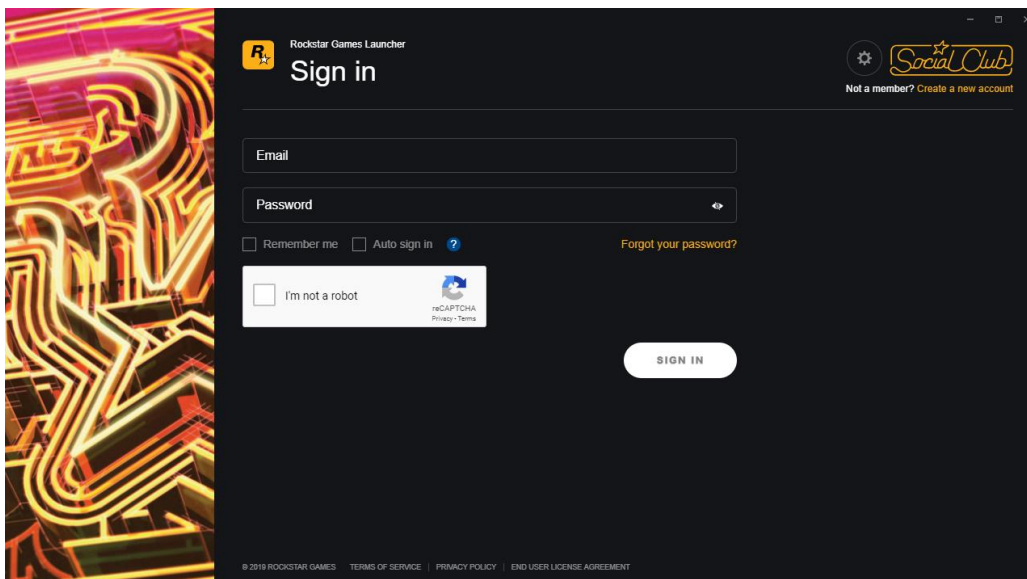 Rockstar Games Launcher
Sign in
Social Club
Not a member? Create a new account
Email
Password
Remember me Auto sign in ?
Forgot your password?
I'm not a robot
reCAPTCHA
Privacy - Terms
SIGN IN
© 2019 ROCKSTAR GAMES TERMS OF SERVICE | PRIVACY POLICY | END USER LICENSE AGREEMENT